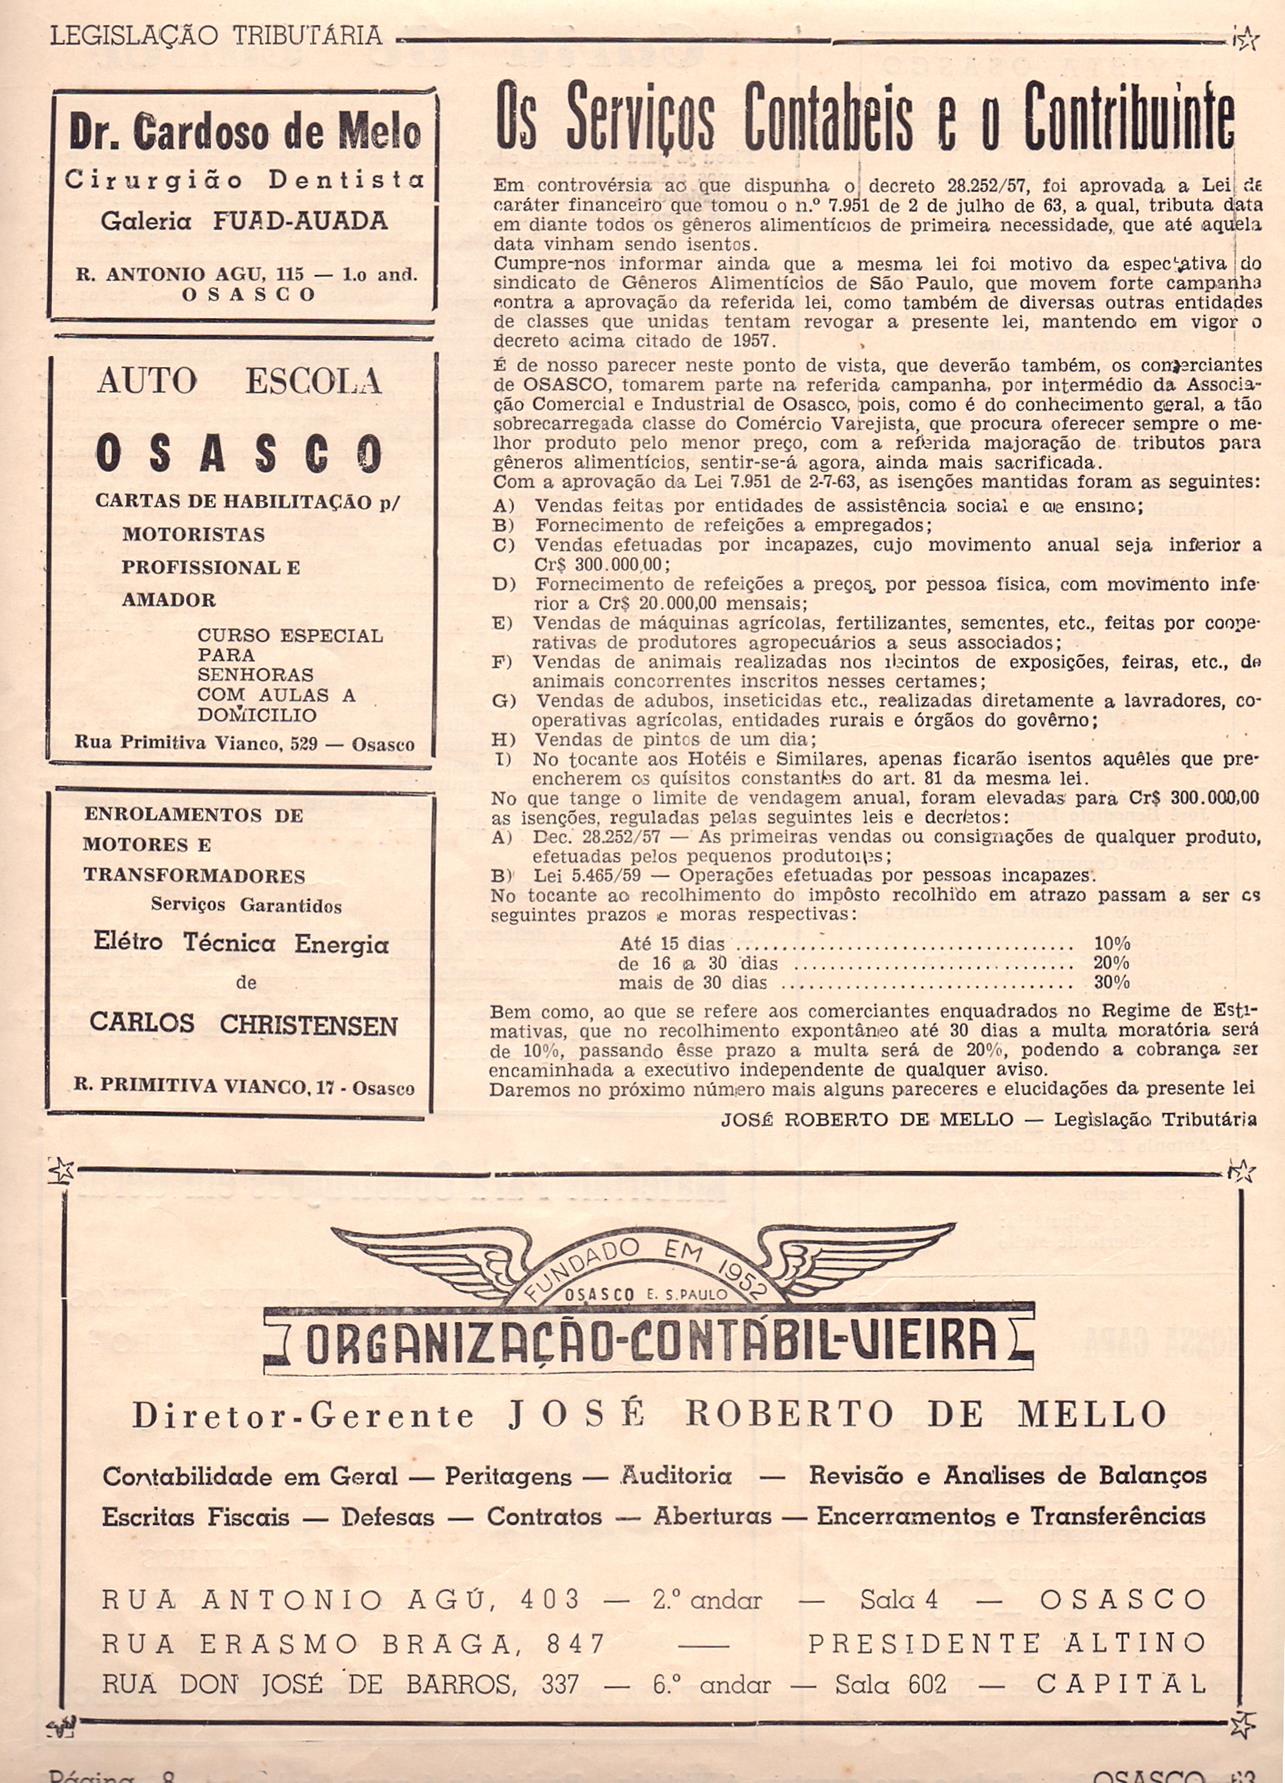 LEGISLAÇÃO TRIBUTÁRIA
Dr. Cardoso de Melo
Cirurgião Dentista
Galeria FUAD-AUADA
R. ANTONIO AGU, 115 — 1.o and.
OSASCO
AUTO ESCOLA
OSASCO
CARTAS DE HABILITAÇÃO p/
MOTORISTAS
PROFISSIONAL E
AMADOR
CURSO ESPECIAL
PARA
SENHORAS
COM AULAS A
DOMICILIO
Rua Primitiva Vianco, 529 — Osasco
ENROLAMENTOS DE
MOTORES E
TRANSFORMADORES
Serviços Garantidos
Elétro Técnica Energia
de
CARLOS CHRISTENSEN
R. PRIMITIVA VIANCO, 17 - Osasco
Os Serviços Contabeis e o Contribuinte
Em controvérsia ao que dispunha o decreto 28.252/57, foi aprovada a Lei de
caráter financeiro que tomou o n.º 7.951 de 2 de julho de 63, a qual, tributa data
em diante todos os gêneros alimentícios de primeira necessidade, que até aquela
data vinham sendo isentos.
Cumpre-nos informar ainda que a mesma lei foi motivo da espectativa do
sindicato de Gêneros Alimentícios de São Paulo, que movem forte campanha
contra a aprovação da referida lei, como também de diversas outras entidades
de classes que unidas tentam revogar a presente lei, mantendo em vigor o
decreto acima citado de 1957.
É de nosso parecer neste ponto de vista, que deverão também, os comerciantes
de OSASCO, tomarem parte na referida campanha, por intermédio da Associa-
ção Comercial e Industrial de Osasco, pois, como é do conhecimento geral, a tão
sobrecarregada classe do Comércio Varejista, que procura oferecer sempre o me-
lhor produto pelo menor preço, com a referida majoração de tributos para
gêneros alimentícios, sentir-se-á agora, ainda mais sacrificada.
Com a aprovação da Lei 7.951 de 2-7-63, as isenções mantidas foram as seguintes:
A) Vendas feitas por entidades de assistência social e de ensino;
B) Fornecimento de refeições a empregados;
C) Vendas efetuadas por incapazes, cujo movimento anual seja inferior a
Cr$ 300.000,00;
D) Fornecimento de refeições a preços, por pessoa física, com movimento infe-
rior a Cr$ 20.000,00 mensais;
E) Vendas de máquinas agrícolas, fertilizantes, sementes, etc., feitas por coope-
rativas de produtores agropecuários a seus associados;
F) Vendas de animais realizadas nos recintos de exposições, feiras, etc., de
animais concorrentes inscritos nesses certames;
G) Vendas de adubos, inseticidas etc., realizadas diretamente a lavradores, co-
operativas agrícolas, entidades rurais e órgãos do govêrno;
H) Vendas de pintos de um dia;
I) No tocante aos Hotéis e Similares, apenas ficarão isentos aquêles que pre-
encherem os quísitos constantes do art. 81 da mesma lei.
No que tange o limite de vendagem anual, foram elevadas para Cr$ 300.000,00
as isenções, reguladas pelas seguintes leis e decretos:
A) Dec. 28.252/57 — As primeiras vendas ou consignações de qualquer produto,
efetuadas pelos pequenos produtores;
B) Lei 5.465/59 — Operações efetuadas por pessoas incapazes.
No tocante ao recolhimento do impôsto recolhido em atrazo passam a ser os
seguintes prazos e moras respectivas:
Até 15 dias .................................. 10%
de 16 a 30 dias ............................ 20%
mais de 30 dias ............................. 30%
Bem como, ao que se refere aos comerciantes enquadrados no Regime de Esti-
mativas, que no recolhimento expontâneo até 30 dias a multa moratória será
de 10%, passando êsse prazo a multa será de 20%, podendo a cobrança ser
encaminhada a executivo independente de qualquer aviso.
Daremos no próximo número mais alguns pareceres e elucidações da presente lei
JOSÉ ROBERTO DE MELLO — Legislação Tributária
FUNDADO EM 1952
OSASCO E. S. PAULO
ORGANIZAÇÃO-CONTÁBIL-VIEIRA
Diretor-Gerente JOSÉ ROBERTO DE MELLO
Contabilidade em Geral — Peritagens — Auditoria — Revisão e Analises de Balanços
Escritas Fiscais — Defesas — Contratos — Aberturas — Encerramentos e Transferências
RUA ANTONIO AGÚ, 403 — 2.º andar — Sala 4 — OSASCO
RUA ERASMO BRAGA, 847 — PRESIDENTE ALTINO
RUA DON JOSÉ DE BARROS, 337 — 6.º andar — Sala 602 — CAPITAL
Página 8
OSASCO 63